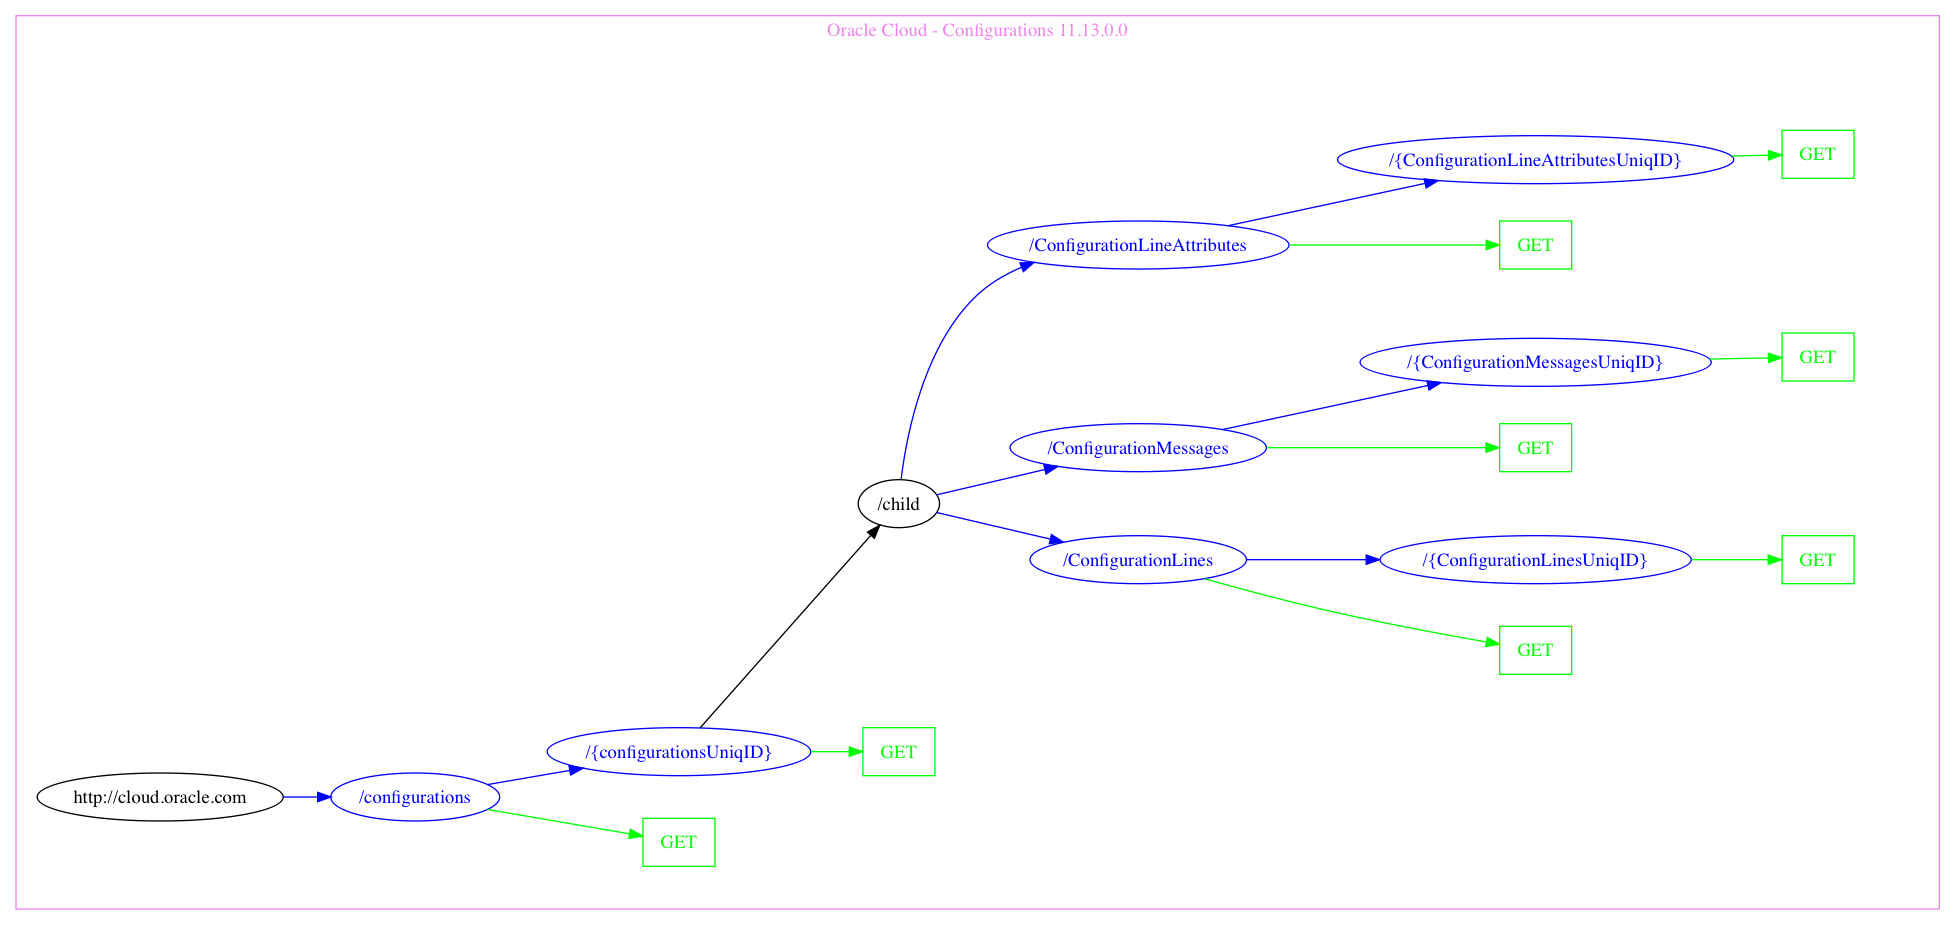 Oracle Cloud - Configurations 11.13.0.0
/{ConfigurationLineAttributesUniqID}
GET
/ConfigurationLineAttributes
GET
/{ConfigurationMessagesUniqID}
GET
/ConfigurationMessages
GET
/child
/ConfigurationLines
/{ConfigurationLinesUniqID}
GET
GET
/{configurationsUniqID}
GET
http://cloud.oracle.com
/configurations
GET